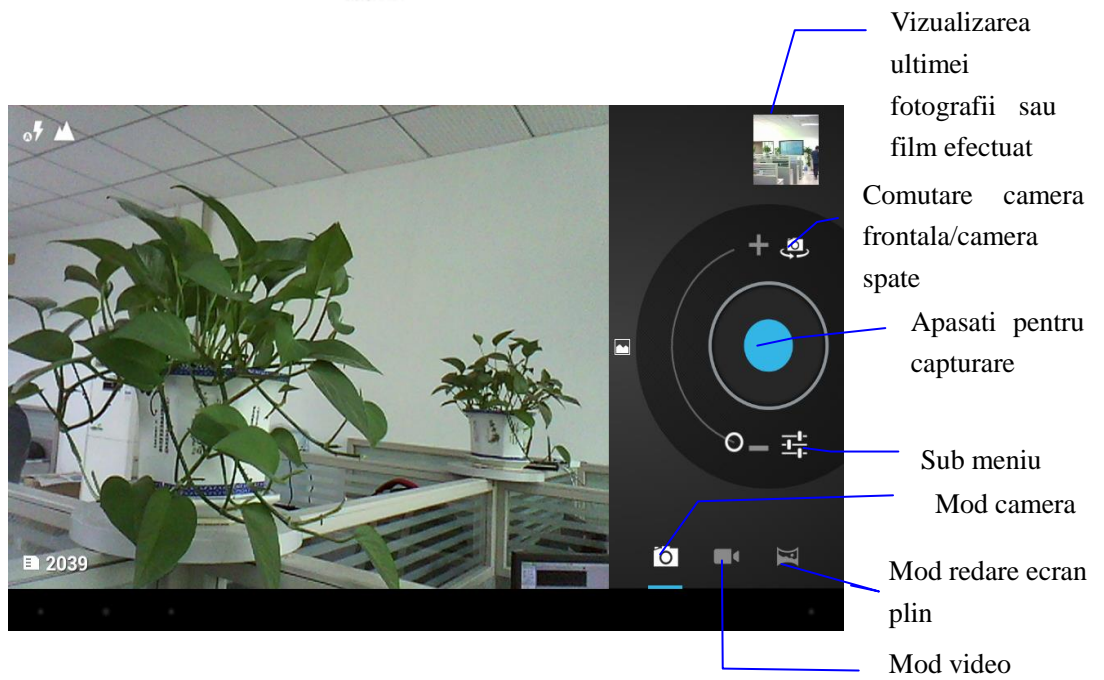 Vizualizarea
ultimei
fotografii sau
film efectuat
Comutare camera
frontala/camera
spate
Apasati pentru
capturare
Sub meniu
Mod camera
Mod redare ecran
plin
Mod video
2039